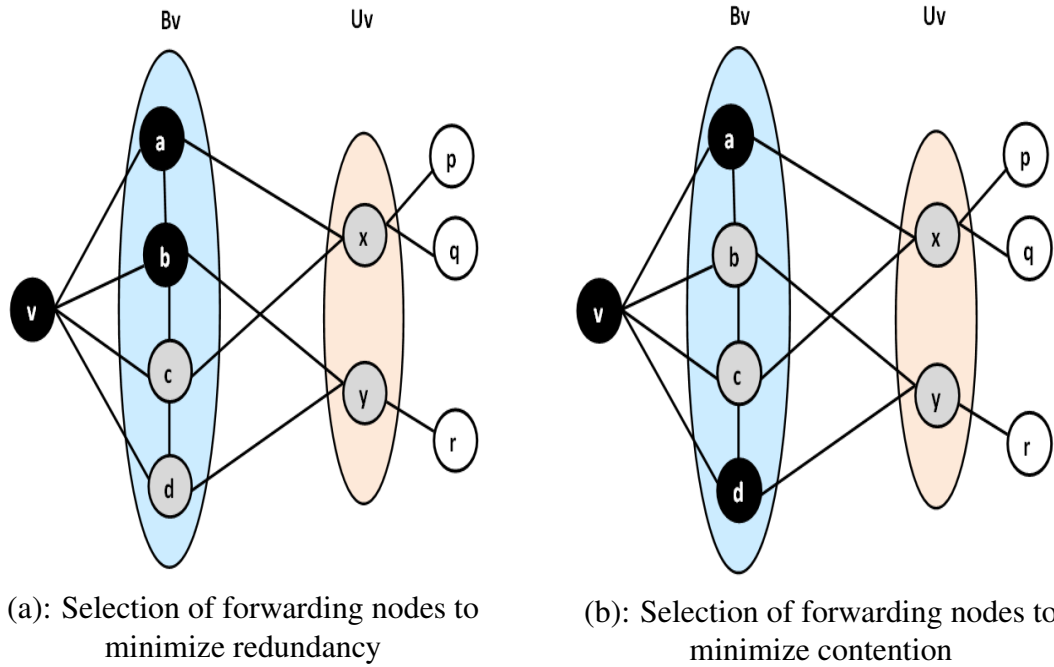 Bv
Uv
a
b
c
d
v
x
y
p
q
r
(a): Selection of forwarding nodes to
minimize redundancy
Bv
Uv
a
b
c
d
v
x
y
p
q
r
(b): Selection of forwarding nodes to
minimize contention